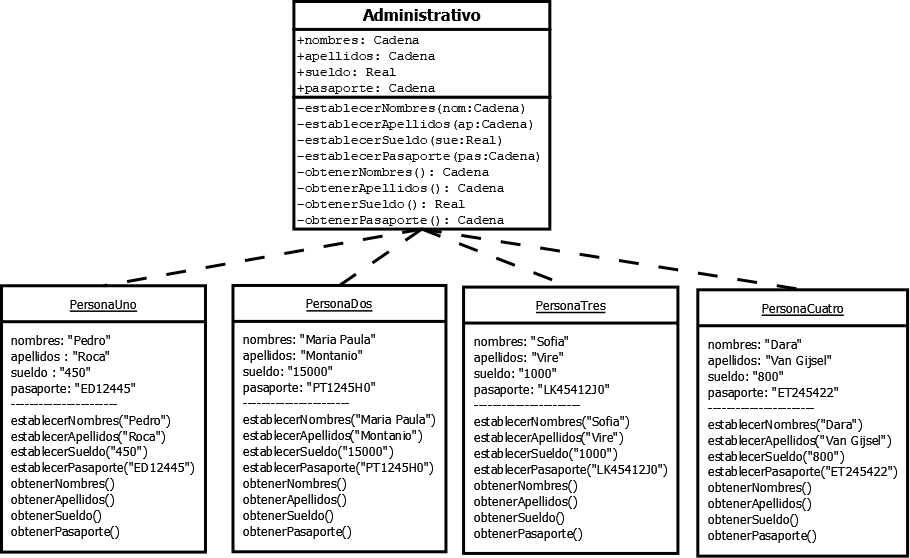 Administrativo
+nombres: Cadena
+apellidos: Cadena
+sueldo: Real
+pasaporte: Cadena
-establecerNombres(nom:Cadena)
-establecerApellidos(ap:Cadena)
-establecerSueldo(sue:Real)
-establecerPasaporte(pas:Cadena)
-obtenerNombres(): Cadena
-obtenerApellidos(): Cadena
-obtenerSueldo(): Real
-obtenerPasaporte(): Cadena
PersonaUno
nombres: "Pedro"
apellidos : "Roca"
sueldo : "450"
pasaporte: "ED12445"
-----------------------
establecerNombres("Pedro")
establecerApellidos("Roca")
establecerSueldo("450")
establecerPasaporte("ED12445")
obtenerNombres()
obtenerApellidos()
obtenerSueldo()
obtenerPasaporte()
PersonaDos
nombres: "Maria Paula"
apellidos: "Montanio"
sueldo: "15000"
pasaporte: "PT1245H0"
-----------------------
establecerNombres("Maria Paula")
establecerApellidos("Montanio")
establecerSueldo("15000")
establecerPasaporte("PT1245H0")
obtenerNombres()
obtenerApellidos()
obtenerSueldo()
obtenerPasaporte()
PersonaTres
nombres: "Sofia"
apellidos: "Vire"
sueldo: "1000"
pasaporte: "LK45412J0"
-----------------------
establecerNombres("Sofia")
establecerApellidos("Vire")
establecerSueldo("1000")
establecerPasaporte("LK45412J0")
obtenerNombres()
obtenerApellidos()
obtenerSueldo()
obtenerPasaporte()
PersonaCuatro
nombres: "Dara"
apellidos: "Van Gijsel"
sueldo: "800"
pasaporte: "ET245422"
-----------------------
establecerNombres("Dara")
establecerApellidos("Van Gijsel")
establecerSueldo("800")
establecerPasaporte("ET245422")
obtenerNombres()
obtenerApellidos()
obtenerSueldo()
obtenerPasaporte()